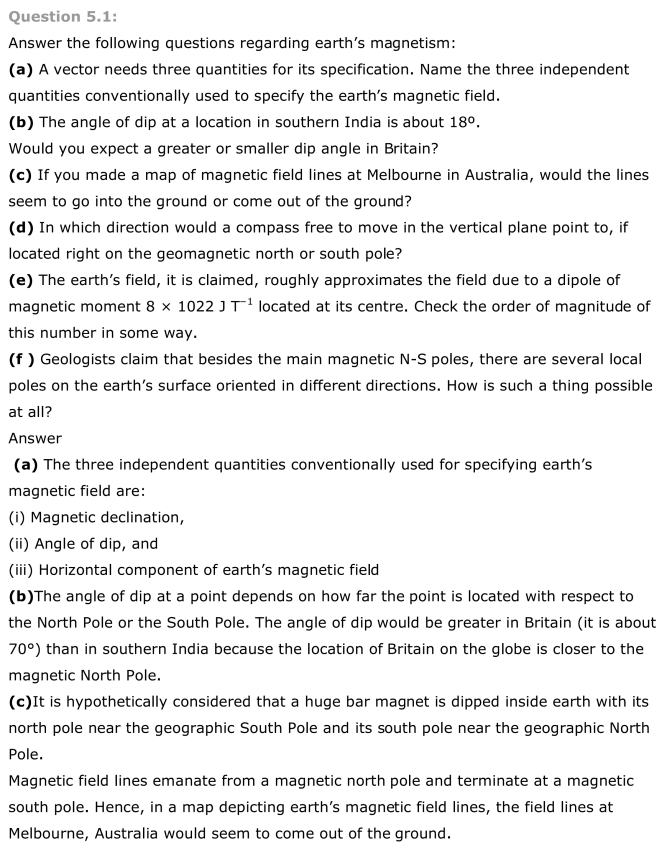 Question 5.1:
Answer the following questions regarding earth’s magnetism:
(a) A vector needs three quantities for its specification. Name the three independent
quantities conventionally used to specify the earth’s magnetic field.
(b) The angle of dip at a location in southern India is about 18º.
Would you expect a greater or smaller dip angle in Britain?
(c) If you made a map of magnetic field lines at Melbourne in Australia, would the lines
seem to go into the ground or come out of the ground?
(d) In which direction would a compass free to move in the vertical plane point to, if
located right on the geomagnetic north or south pole?
(e) The earth’s field, it is claimed, roughly approximates the field due to a dipole of
magnetic moment 8 × 1022 J T⁻¹ located at its centre. Check the order of magnitude of
this number in some way.
(f ) Geologists claim that besides the main magnetic N-S poles, there are several local
poles on the earth’s surface oriented in different directions. How is such a thing possible
at all?
Answer
(a) The three independent quantities conventionally used for specifying earth’s
magnetic field are:
(i) Magnetic declination,
(ii) Angle of dip, and
(iii) Horizontal component of earth’s magnetic field
(b)The angle of dip at a point depends on how far the point is located with respect to
the North Pole or the South Pole. The angle of dip would be greater in Britain (it is about
70°) than in southern India because the location of Britain on the globe is closer to the
magnetic North Pole.
(c)It is hypothetically considered that a huge bar magnet is dipped inside earth with its
north pole near the geographic South Pole and its south pole near the geographic North
Pole.
Magnetic field lines emanate from a magnetic north pole and terminate at a magnetic
south pole. Hence, in a map depicting earth’s magnetic field lines, the field lines at
Melbourne, Australia would seem to come out of the ground.